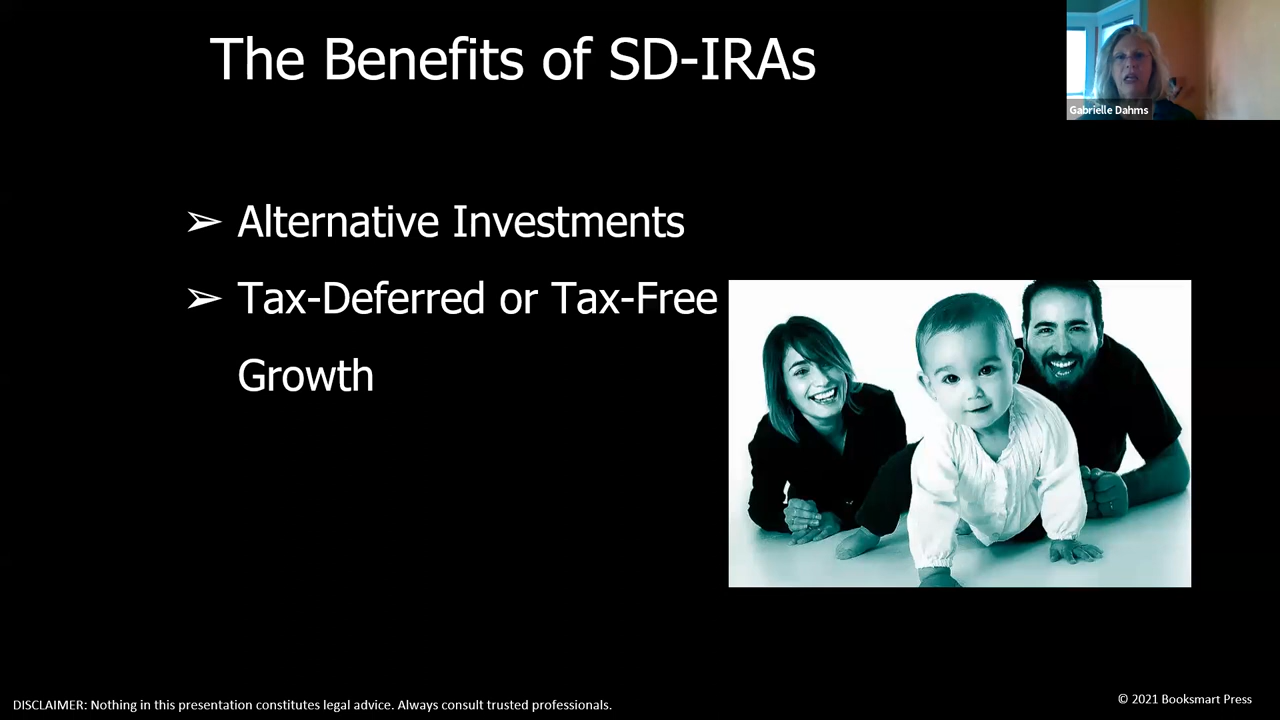 The Benefits of SD-IRAs
Gabrielle Dahms
➢ Alternative Investments
➢ Tax-Deferred or Tax-Free
Growth
DISCLAIMER: Nothing in this presentation constitutes legal advice. Always consult trusted professionals.
© 2021 Booksmart Press